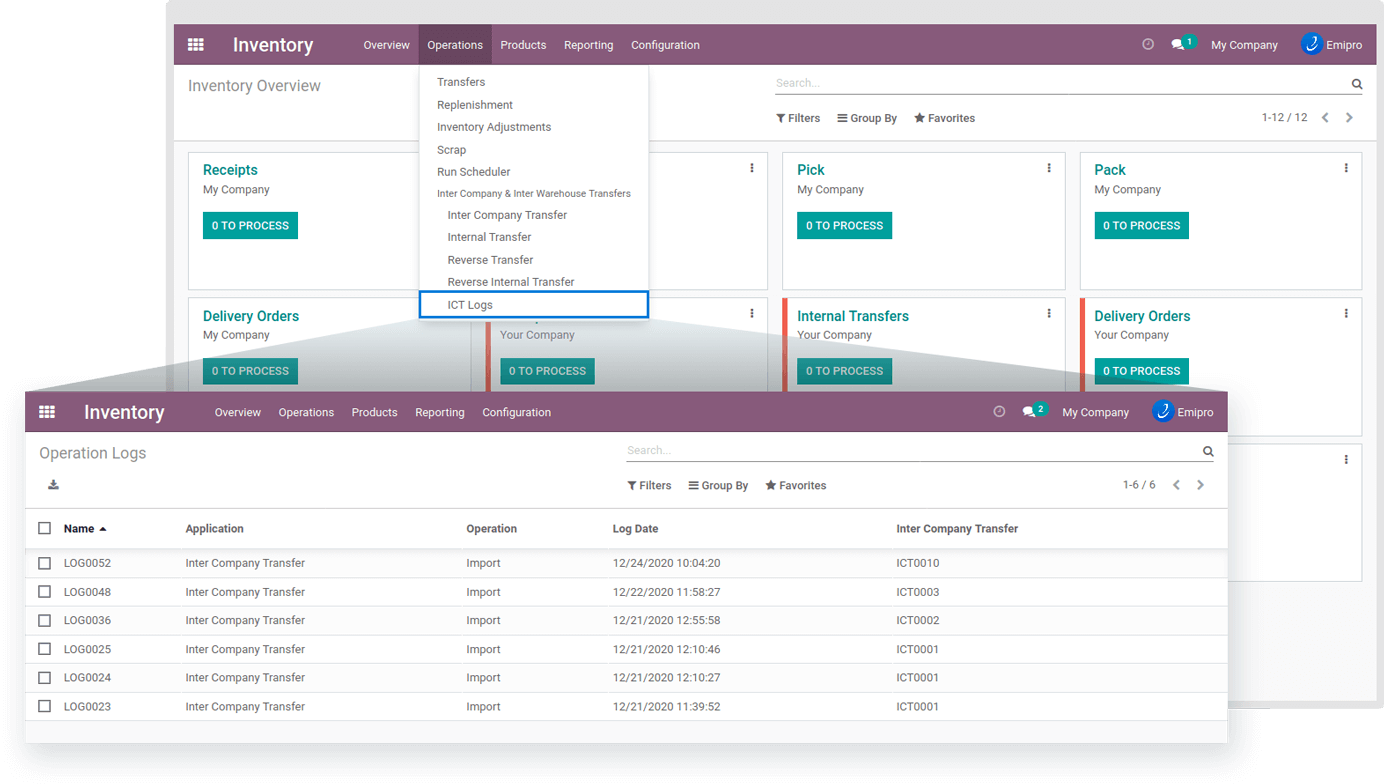 Inventory Overview Operations Products Reporting Configuration 1 My Company Emipro
Inventory Overview
Search...
Filters Group By Favorites 1-12 / 12
Transfers
Replenishment
Inventory Adjustments
Scrap
Run Scheduler
Inter Company & Inter Warehouse Transfers
Inter Company Transfer
Internal Transfer
Reverse Transfer
Reverse Internal Transfer
ICT Logs
Receipts
My Company
0 TO PROCESS
Pick
My Company
0 TO PROCESS
Pack
My Company
0 TO PROCESS
Delivery Orders
My Company
0 TO PROCESS
Your Company
0 TO PROCESS
Internal Transfers
Your Company
0 TO PROCESS
Delivery Orders
Your Company
0 TO PROCESS
Inventory Overview Operations Products Reporting Configuration 2 My Company Emipro
Operation Logs
Search...
Filters Group By Favorites 1-6 / 6
Name Application Operation Log Date Inter Company Transfer
LOG0052 Inter Company Transfer Import 12/24/2020 10:04:20 ICT0010
LOG0048 Inter Company Transfer Import 12/22/2020 11:58:27 ICT0003
LOG0036 Inter Company Transfer Import 12/21/2020 12:55:58 ICT0002
LOG0025 Inter Company Transfer Import 12/21/2020 12:10:46 ICT0001
LOG0024 Inter Company Transfer Import 12/21/2020 12:10:27 ICT0001
LOG0023 Inter Company Transfer Import 12/21/2020 11:39:52 ICT0001